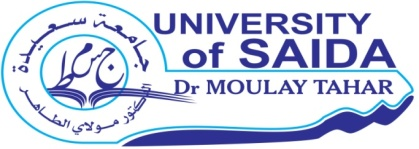 جامعة سعيدة
ج س م ط
الدكتور مولاي الطاهر
UNIVERSITY
of SAIDA
Dr MOULAY TAHAR